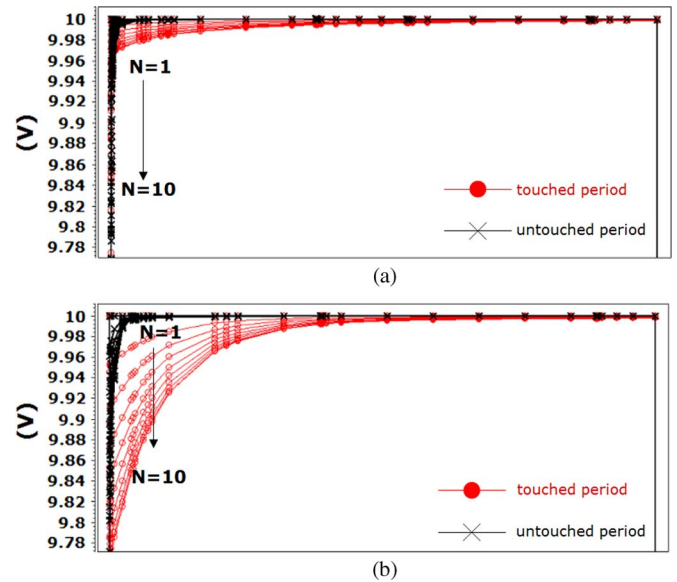 10
9.98
9.96
9.94
9.92
9.9
9.88
9.86
9.84
9.82
9.8
9.78
(V)
N=1
N=10
touched period
untouched period
(a)
10
9.98
9.96
9.94
9.92
9.9
9.88
9.86
9.84
9.82
9.8
9.78
(V)
N=1
N=10
touched period
untouched period
(b)